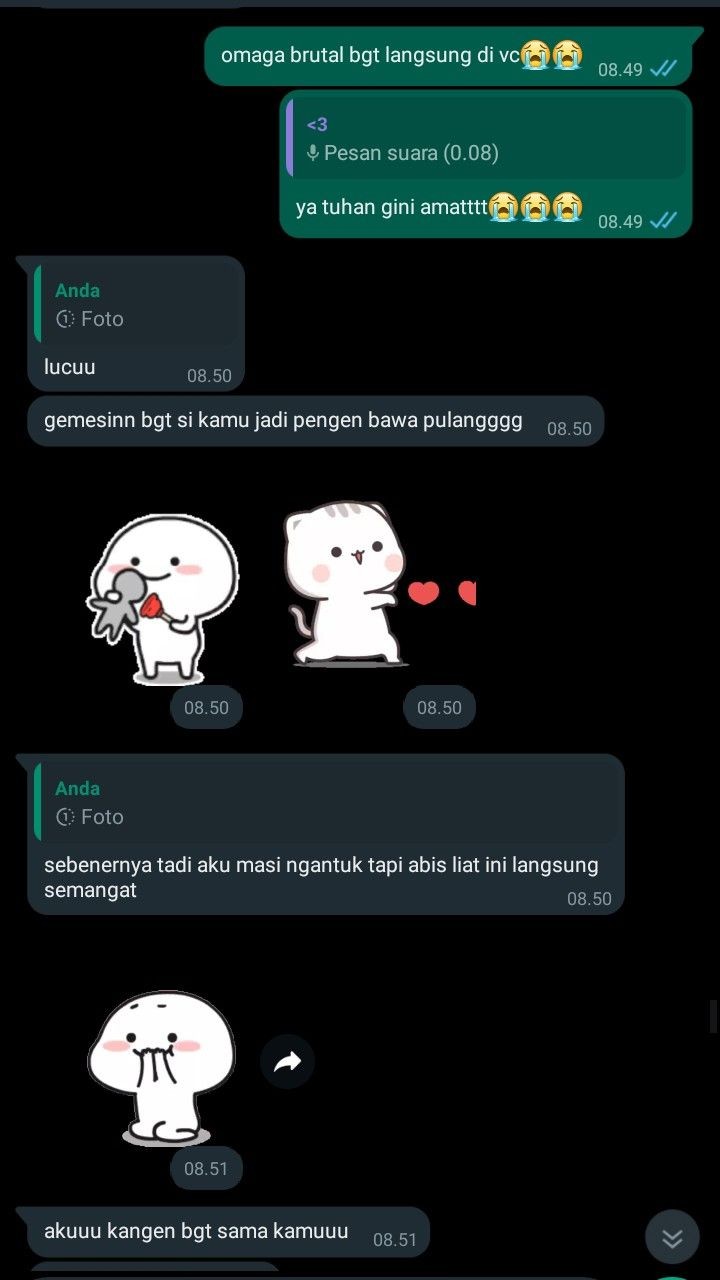 omaga brutal bgt langsung di vc😭😭
08.49
<3
Pesan suara (0.08)
ya tuhan gini amatttt😭😭😭
08.49
Anda
Foto
lucuu
08.50
gemesinn bgt si kamu jadi pengen bawa pulangggg
08.50
08.50
08.50
Anda
Foto
sebenernya tadi aku masi ngantuk tapi abis liat ini langsung
semangat
08.50
08.51
akuuu kangen bgt sama kamuuu
08.51